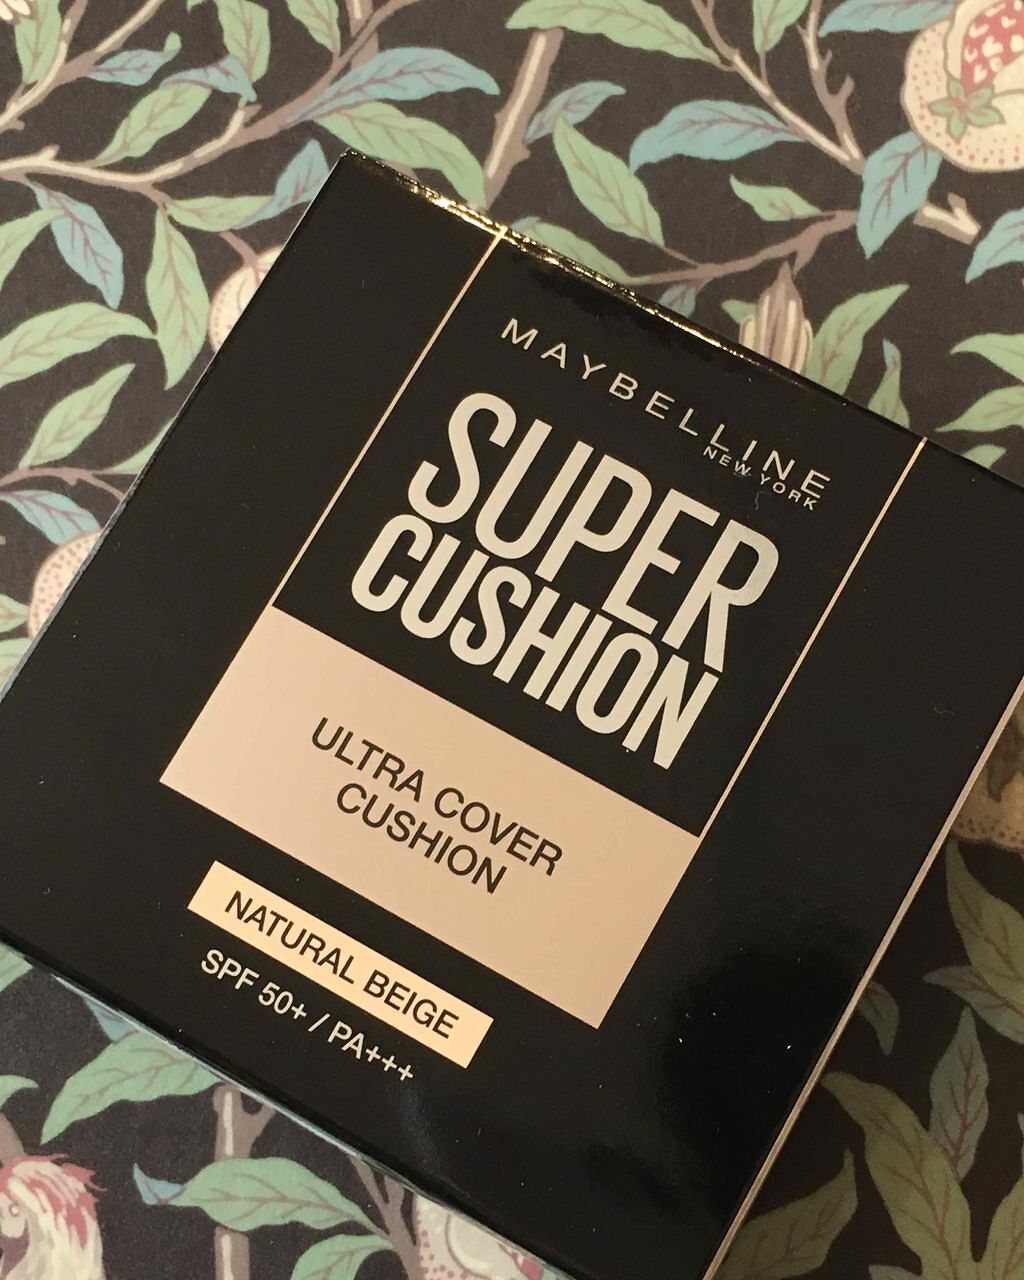 MAYBELLINE
NEW YORK
SUPER
CUSHION
ULTRA COVER
CUSHION
NATURAL BEIGE
SPF 50+ / PA+++